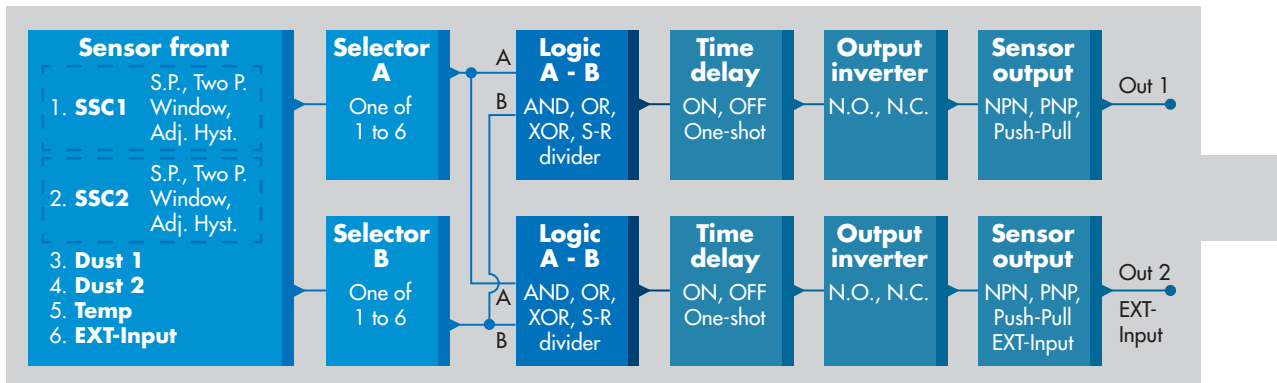 Sensor front
1. SSC1
S.P., Two P.
Window,
Adj. Hyst.
2. SSC2
S.P., Two P.
Window,
Adj. Hyst.
3. Dust 1
4. Dust 2
5. Temp
6. EXT-Input
Selector
A
One of
1 to 6
A
B
Logic
A - B
AND, OR,
XOR, S-R
divider
Time
delay
ON, OFF
One-shot
Output
inverter
N.O., N.C.
Sensor
output
NPN, PNP,
Push-Pull
Out 1
Selector
B
One of
1 to 6
A
B
Logic
A - B
AND, OR,
XOR, S-R
divider
Time
delay
ON, OFF
One-shot
Output
inverter
N.O., N.C.
Sensor
output
NPN, PNP,
Push-Pull
EXT-Input
Out 2
EXT-
Input